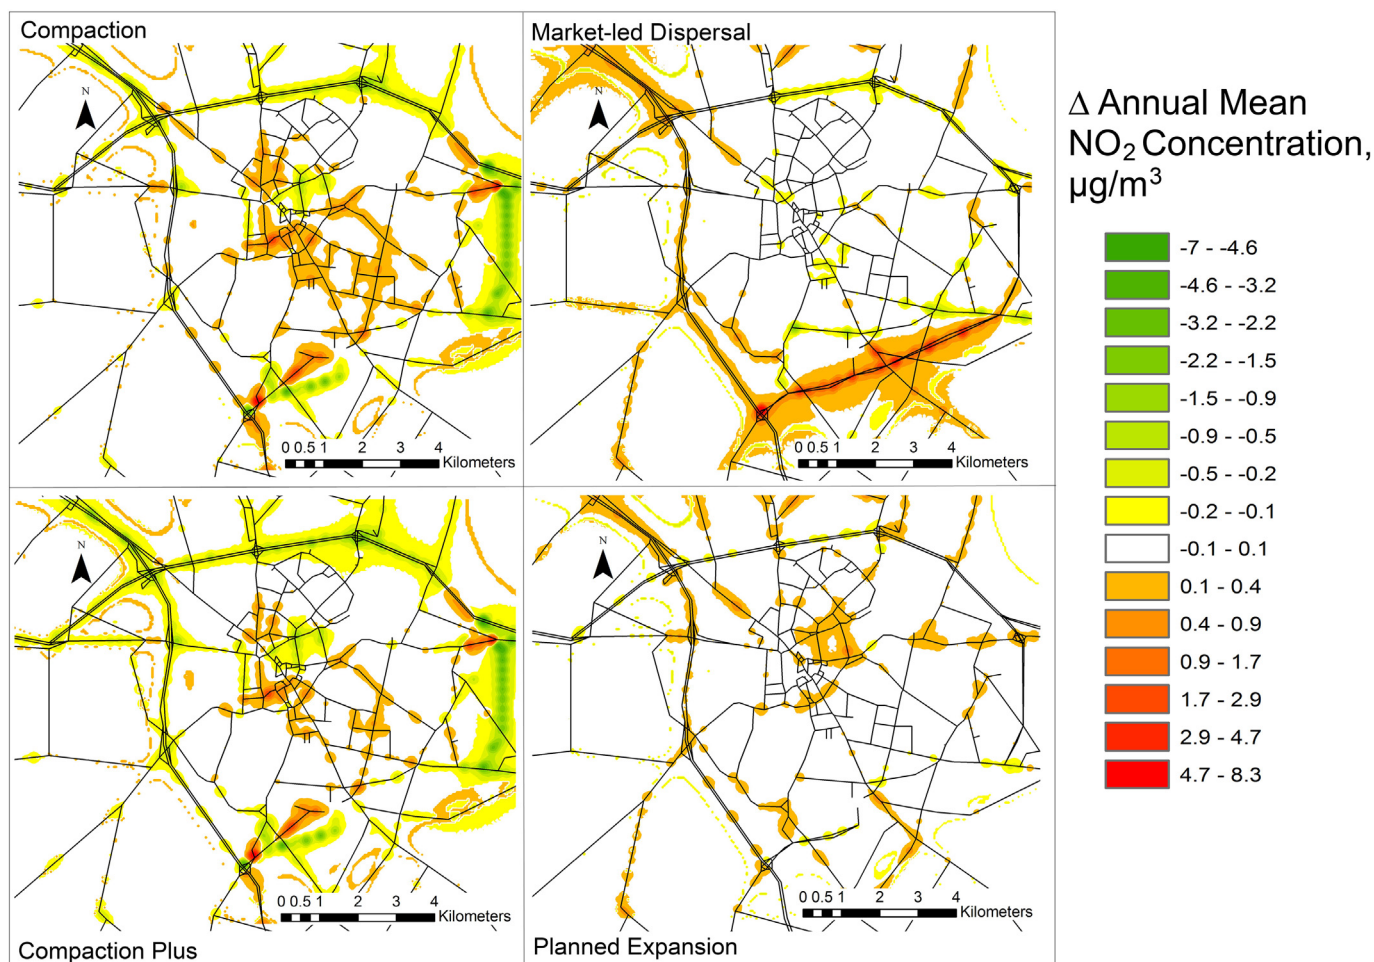 Compaction
Market-led Dispersal
N
N
0 0.5 1 2 3 4
Kilometers
0 0.5 1 2 3 4
Kilometers
Compaction Plus
Planned Expansion
N
N
0 0.5 1 2 3 4
Kilometers
0 0.5 1 2 3 4
Kilometers
Δ Annual Mean
NO₂ Concentration,
µg/m³
-7 - -4.6
-4.6 - -3.2
-3.2 - -2.2
-2.2 - -1.5
-1.5 - -0.9
-0.9 - -0.5
-0.5 - -0.2
-0.2 - -0.1
-0.1 - 0.1
0.1 - 0.4
0.4 - 0.9
0.9 - 1.7
1.7 - 2.9
2.9 - 4.7
4.7 - 8.3